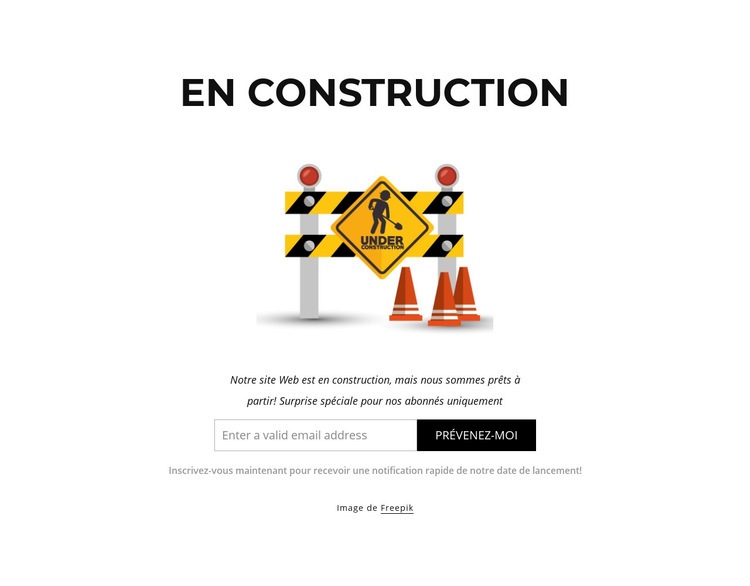 EN CONSTRUCTION
UNDER
CONSTRUCTION
Notre site Web est en construction, mais nous sommes prêts à
partir! Surprise spéciale pour nos abonnés uniquement
Enter a valid email address
PRÉVENEZ-MOI
Inscrivez-vous maintenant pour recevoir une notification rapide de notre date de lancement!
Image de Freepik